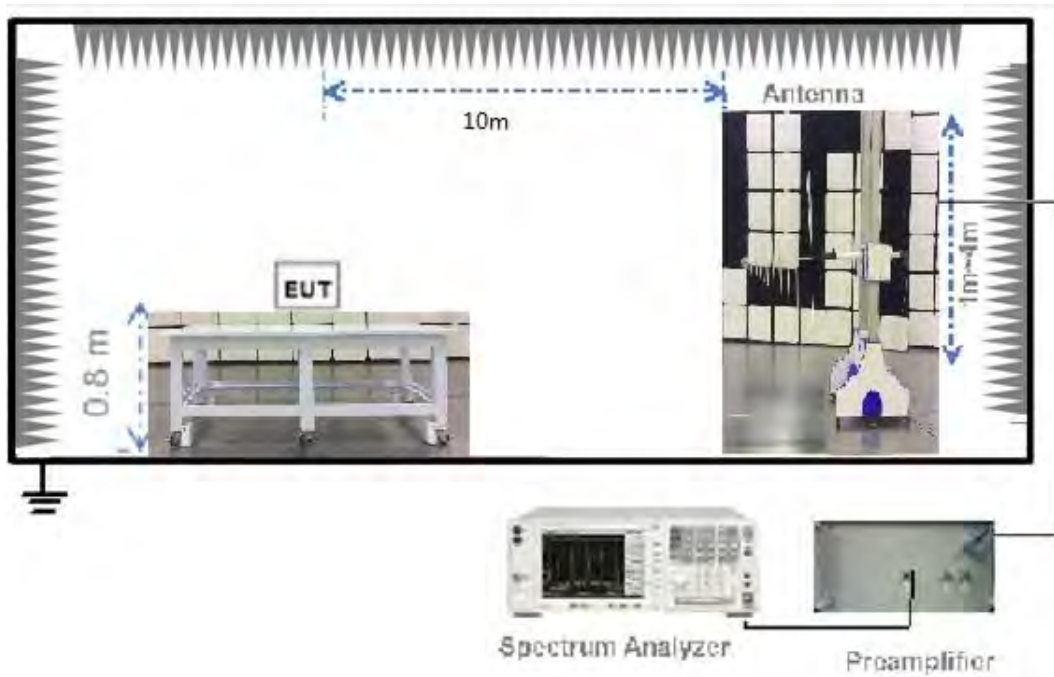 Antenna
10m
1m~4m
EUT
0.8 m
Spectrum Analyzer
Preamplifier